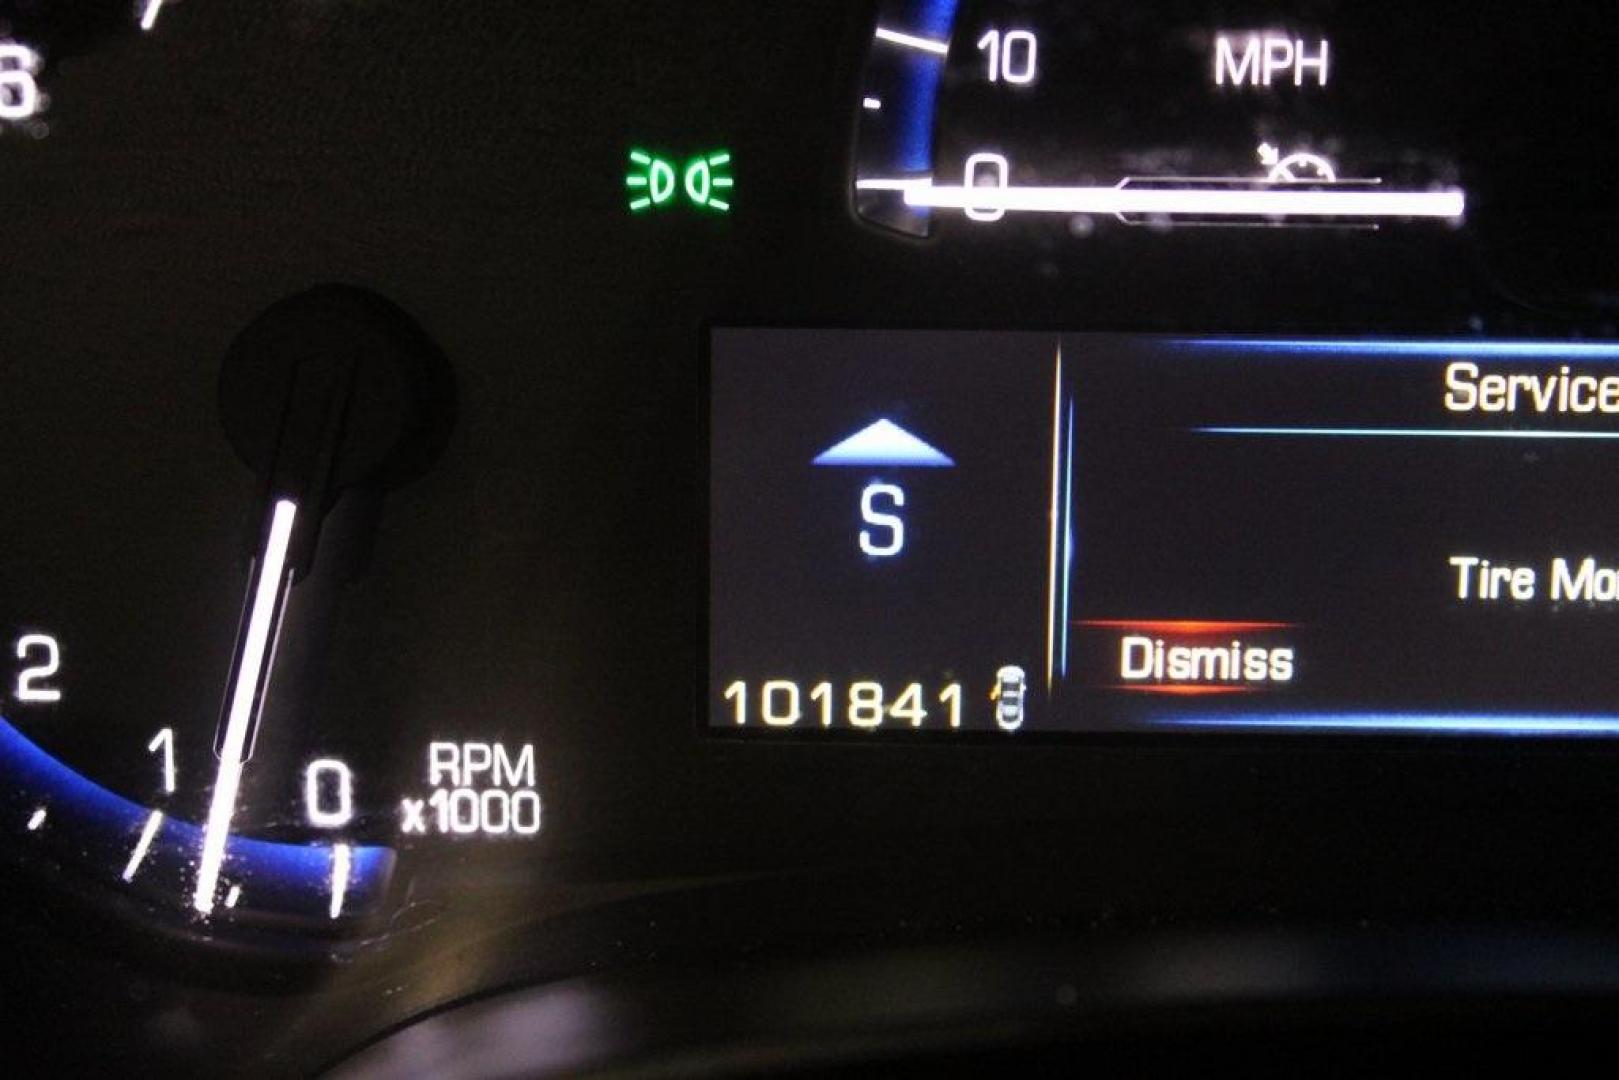 6
10 MPH
0
Service
S
Tire Mo
Dismiss
101841
2
1
0
RPM
x1000